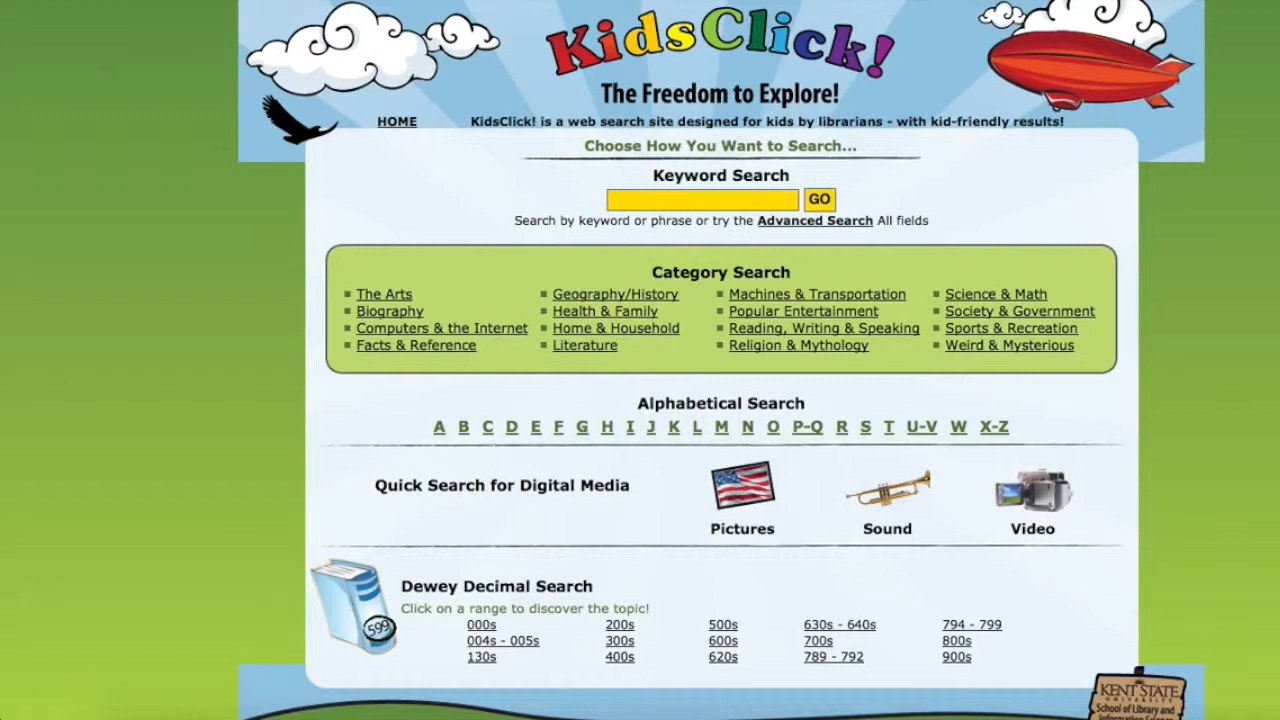 KidsClick!
The Freedom to Explore!
HOME KidsClick! is a web search site designed for kids by librarians - with kid-friendly results!
Choose How You Want to Search...
Keyword Search
GO
Search by keyword or phrase or try the Advanced Search All fields
Category Search
The Arts Geography/History Machines & Transportation Science & Math
Biography Health & Family Popular Entertainment Society & Government
Computers & the Internet Home & Household Reading, Writing & Speaking Sports & Recreation
Facts & Reference Literature Religion & Mythology Weird & Mysterious
Alphabetical Search
A B C D E F G H I J K L M N O P-Q R S T U-V W X-Z
Quick Search for Digital Media
Pictures Sound Video
Dewey Decimal Search
Click on a range to discover the topic!
599
000s 200s 500s 630s - 640s 794 - 799
004s - 005s 300s 600s 700s 800s
130s 400s 620s 789 - 792 900s
KENT STATE
UNIVERSITY
School of Library and
Information Science